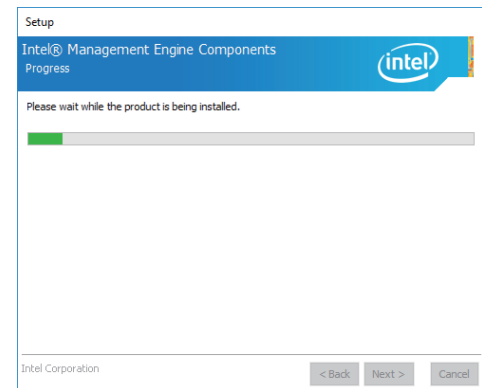 Setup
Intel® Management Engine Components
Progress
intel
Please wait while the product is being installed.
Intel Corporation
< Back Next > Cancel